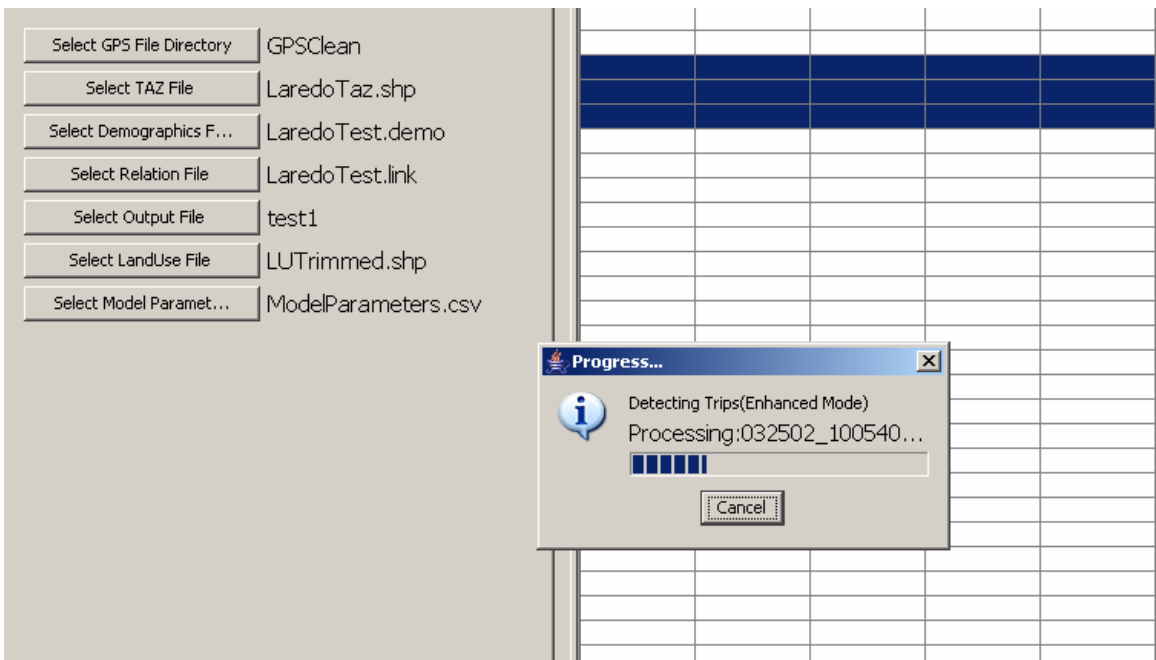 Select GPS File Directory GPSClean
Select TAZ File LaredoTaz.shp
Select Demographics F... LaredoTest.demo
Select Relation File LaredoTest.link
Select Output File test1
Select LandUse File LUTrimmed.shp
Select Model Paramet... ModelParameters.csv
Progress...
Detecting Trips(Enhanced Mode)
Processing:032502_100540...
Cancel